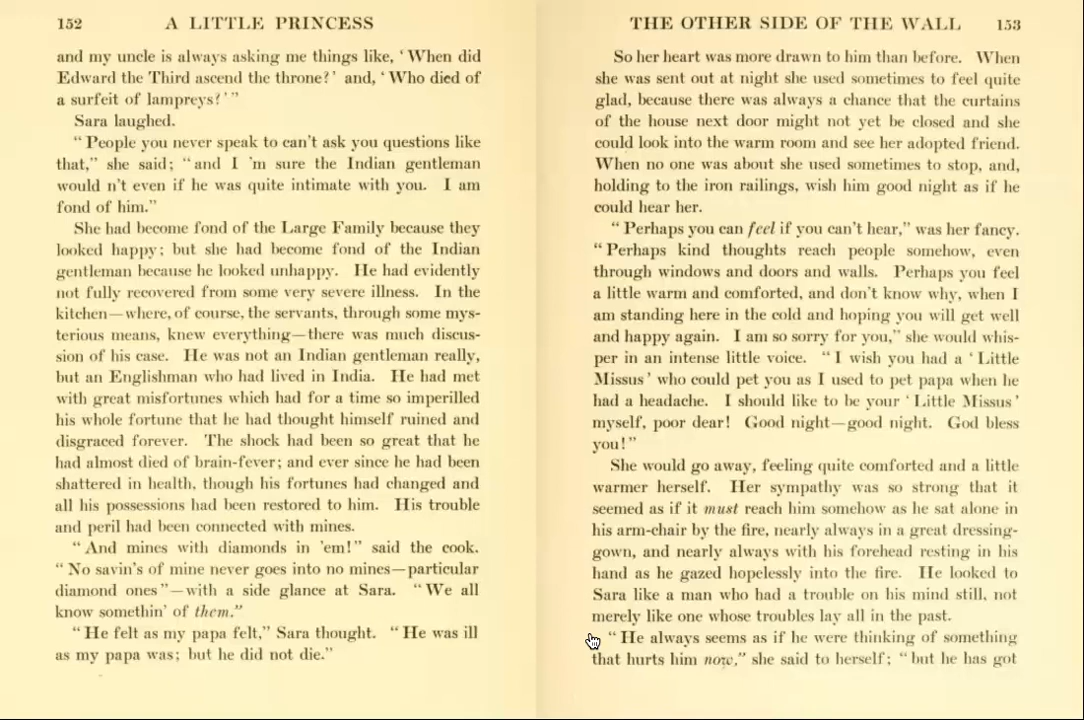 152 A LITTLE PRINCESS
and my uncle is always asking me things like, ‘ When did
Edward the Third ascend the throne? ’ and, ‘ Who died of
a surfeit of lampreys? ’ ”
Sara laughed.
“ People you never speak to can’t ask you questions like
that,” she said; “and I ’m sure the Indian gentleman
would n’t even if he was quite intimate with you. I am
fond of him.”
She had become fond of the Large Family because they
looked happy; but she had become fond of the Indian
gentleman because he looked unhappy. He had evidently
not fully recovered from some very severe illness. In the
kitchen—where, of course, the servants, through some mys-
terious means, knew everything—there was much discus-
sion of his case. He was not an Indian gentleman really,
but an Englishman who had lived in India. He had met
with great misfortunes which had for a time so imperilled
his whole fortune that he had thought himself ruined and
disgraced forever. The shock had been so great that he
had almost died of brain-fever; and ever since he had been
shattered in health, though his fortunes had changed and
all his possessions had been restored to him. His trouble
and peril had been connected with mines.
“ And mines with diamonds in ’em! ” said the cook.
“ No savin’s of mine never goes into no mines—particular
diamond ones ”—with a side glance at Sara. “ We all
know somethin’ of them.”
“ He felt as my papa felt,” Sara thought. “ He was ill
as my papa was; but he did not die.”
THE OTHER SIDE OF THE WALL 153
So her heart was more drawn to him than before. When
she was sent out at night she used sometimes to feel quite
glad, because there was always a chance that the curtains
of the house next door might not yet be closed and she
could look into the warm room and see her adopted friend.
When no one was about she used sometimes to stop, and,
holding to the iron railings, wish him good night as if he
could hear her.
“ Perhaps you can feel if you can’t hear,” was her fancy.
“ Perhaps kind thoughts reach people somehow, even
through windows and doors and walls. Perhaps you feel
a little warm and comforted, and don’t know why, when I
am standing here in the cold and hoping you will get well
and happy again. I am so sorry for you,” she would whis-
per in an intense little voice. “ I wish you had a ‘ Little
Missus ’ who could pet you as I used to pet papa when he
had a headache. I should like to be your ‘ Little Missus ’
myself, poor dear! Good night—good night. God bless
you! ”
She would go away, feeling quite comforted and a little
warmer herself. Her sympathy was so strong that it
seemed as if it must reach him somehow as he sat alone in
his arm-chair by the fire, nearly always in a great dressing-
gown, and nearly always with his forehead resting in his
hand as he gazed hopelessly into the fire. He looked to
Sara like a man who had a trouble on his mind still, not
merely like one whose troubles lay all in the past.
“ He always seems as if he were thinking of something
that hurts him now,” she said to herself; “ but he has got